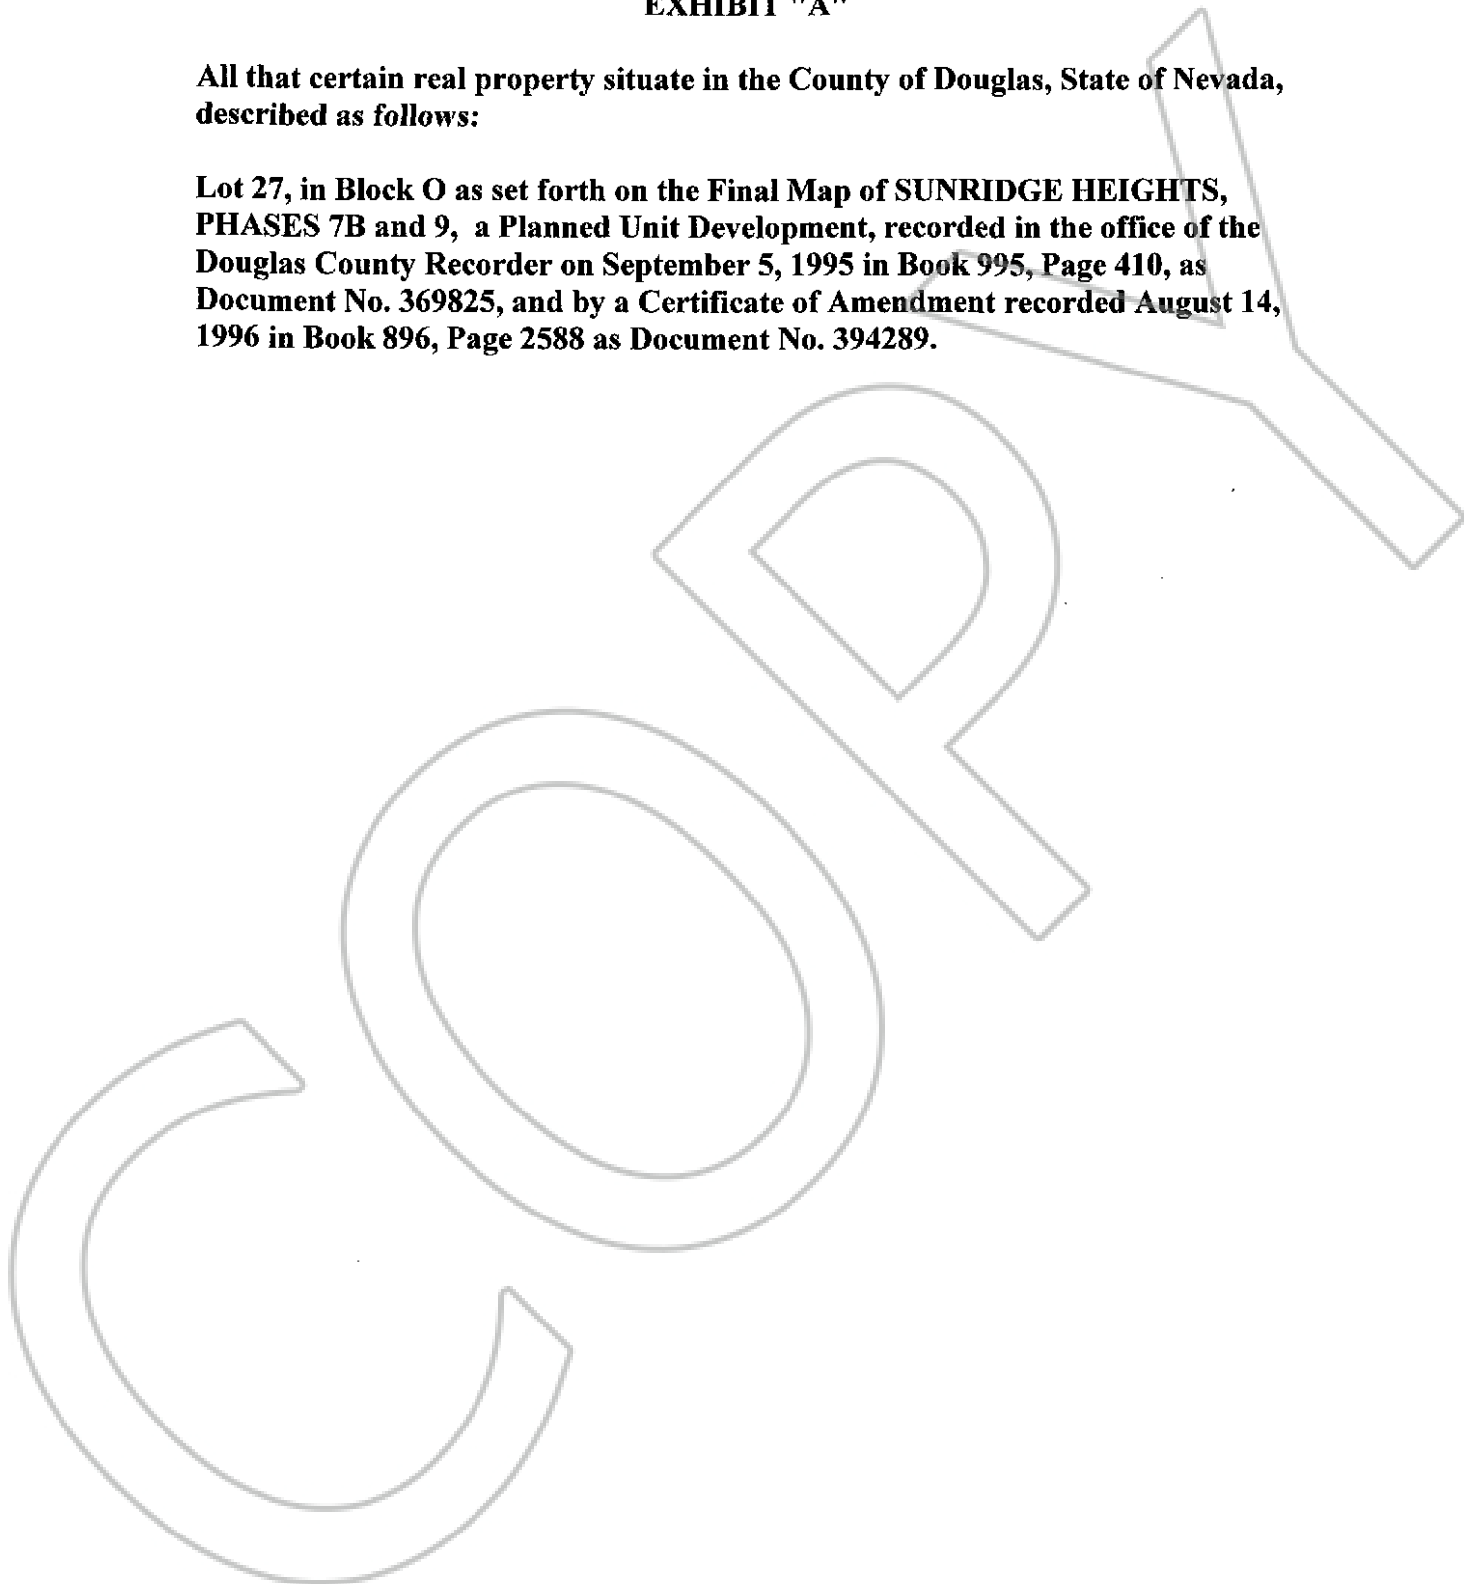 EXHIBIT "A"
All that certain real property situate in the County of Douglas, State of Nevada,
described as follows:
Lot 27, in Block O as set forth on the Final Map of SUNRIDGE HEIGHTS,
PHASES 7B and 9, a Planned Unit Development, recorded in the office of the
Douglas County Recorder on September 5, 1995 in Book 995, Page 410, as
Document No. 369825, and by a Certificate of Amendment recorded August 14,
1996 in Book 896, Page 2588 as Document No. 394289.
COPY